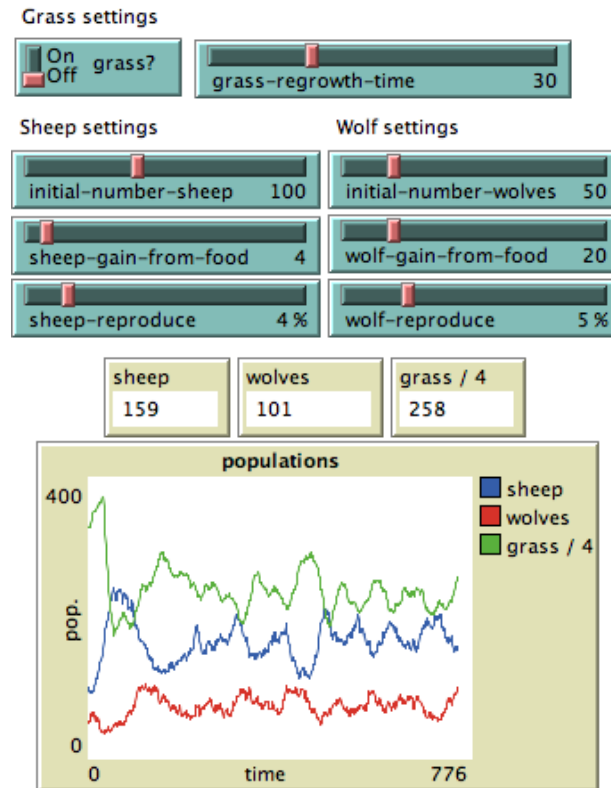 Grass settings
On
Off
grass?
grass-regrowth-time 30
Sheep settings
Wolf settings
initial-number-sheep 100
initial-number-wolves 50
sheep-gain-from-food 4
wolf-gain-from-food 20
sheep-reproduce 4 %
wolf-reproduce 5 %
sheep
159
wolves
101
grass / 4
258
populations
400
pop.
0
0
time
776
sheep
wolves
grass / 4